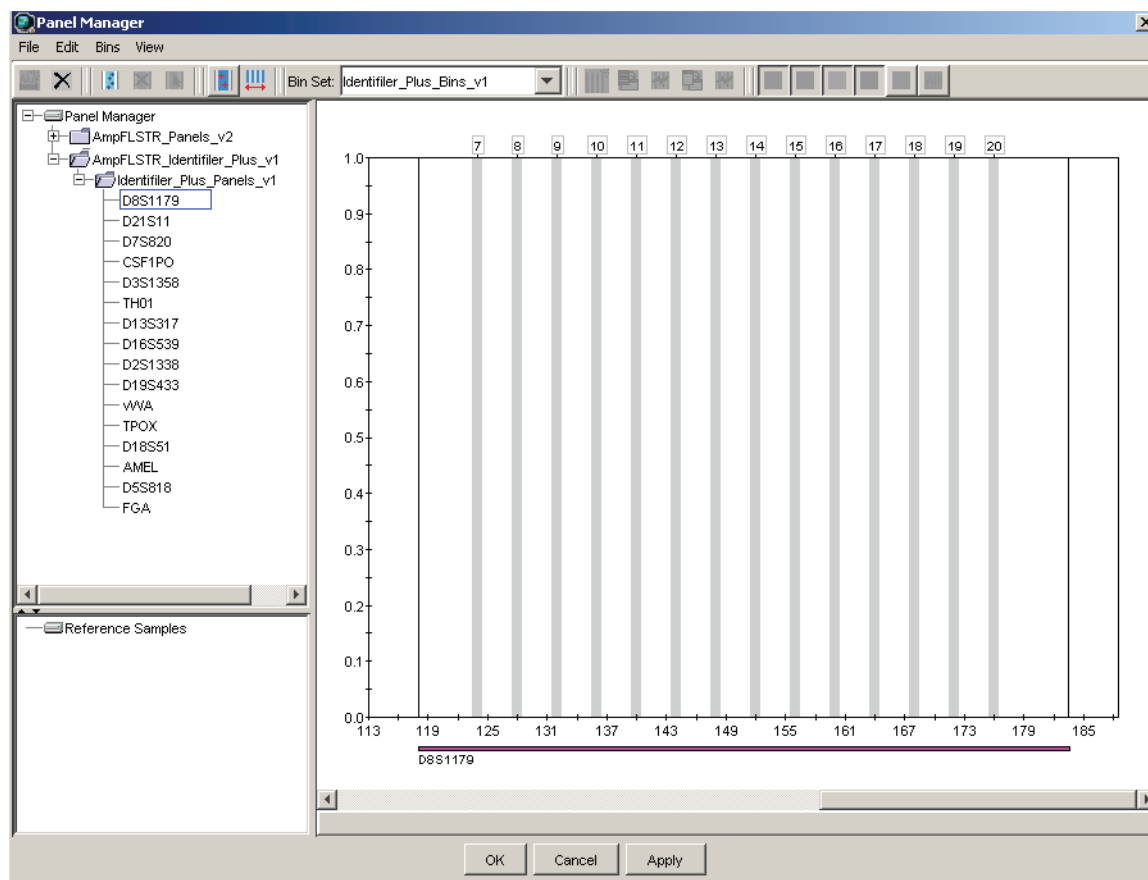 Panel Manager
File Edit Bins View
Bin Set: Identifiler_Plus_Bins_v1
Panel Manager
AmpFLSTR_Panels_v2
AmpFLSTR_Identifiler_Plus_v1
Identifiler_Plus_Panels_v1
D8S1179
D21S11
D7S820
CSF1PO
D3S1358
TH01
D13S317
D16S539
D2S1338
D19S433
vWA
TPOX
D18S51
AMEL
D5S818
FGA
Reference Samples
7 8 9 10 11 12 13 14 15 16 17 18 19 20
1.0
0.9
0.8
0.7
0.6
0.5
0.4
0.3
0.2
0.1
0.0
113 119 125 131 137 143 149 155 161 167 173 179 185
D8S1179
OK Cancel Apply